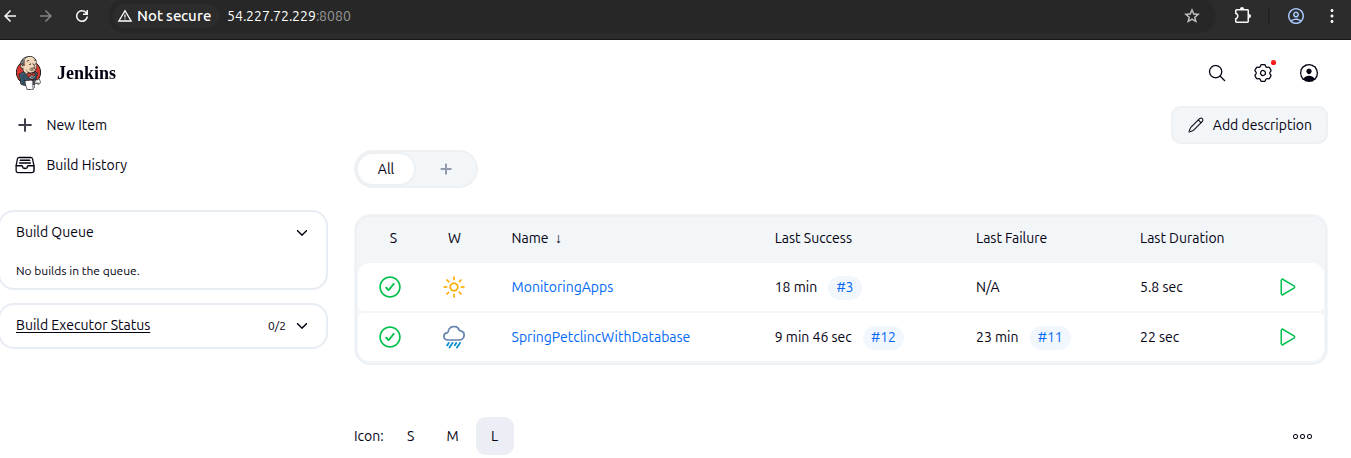 Not secure 54.227.72.229:8080
Jenkins
New Item
Add description
Build History
All +
Build Queue
No builds in the queue.
Build Executor Status 0/2
S W Name ↓ Last Success Last Failure Last Duration
MonitoringApps 18 min #3 N/A 5.8 sec
SpringPetclincWithDatabase 9 min 46 sec #12 23 min #11 22 sec
Icon: S M L